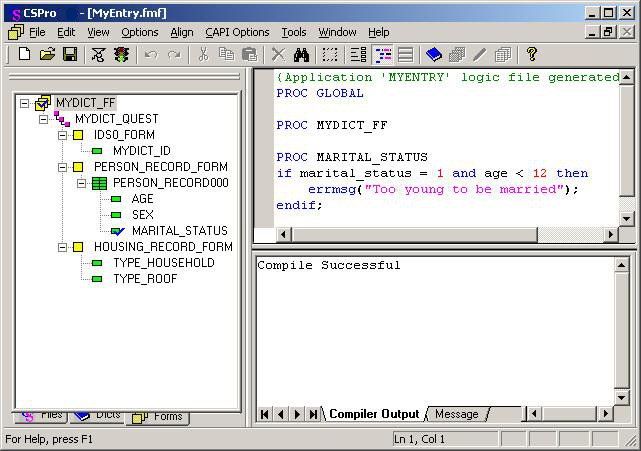 CSPro - [MyEntry.fmf]
File Edit View Options Align CAPI Options Tools Window Help
MYDICT_FF
MYDICT_QUEST
IDS0_FORM
MYDICT_ID
PERSON_RECORD_FORM
PERSON_RECORD000
AGE
SEX
MARITAL_STATUS
HOUSING_RECORD_FORM
TYPE_HOUSEHOLD
TYPE_ROOF
Files Dicts Forms
{Application 'MYENTRY' logic file generated
PROC GLOBAL
PROC MYDICT_FF
PROC MARITAL_STATUS
if marital_status = 1 and age < 12 then
errmsg("Too young to be married");
endif;
Compile Successful
Compiler Output Message
For Help, press F1
Ln 1, Col 1